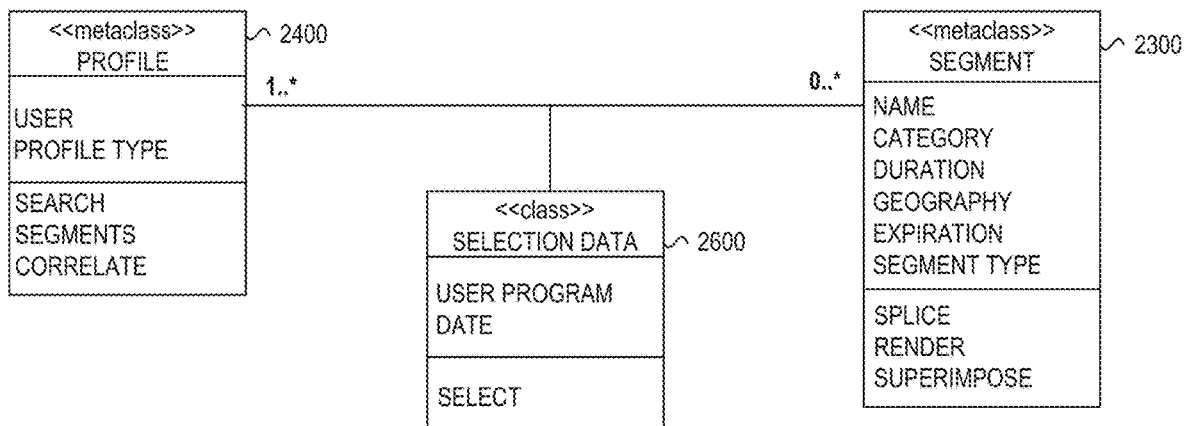 <<metaclass>>
PROFILE
2400
USER
PROFILE TYPE
SEARCH
SEGMENTS
CORRELATE
1..*
0..*
<<class>>
SELECTION DATA
2600
USER PROGRAM
DATE
SELECT
<<metaclass>>
SEGMENT
2300
NAME
CATEGORY
DURATION
GEOGRAPHY
EXPIRATION
SEGMENT TYPE
SPLICE
RENDER
SUPERIMPOSE